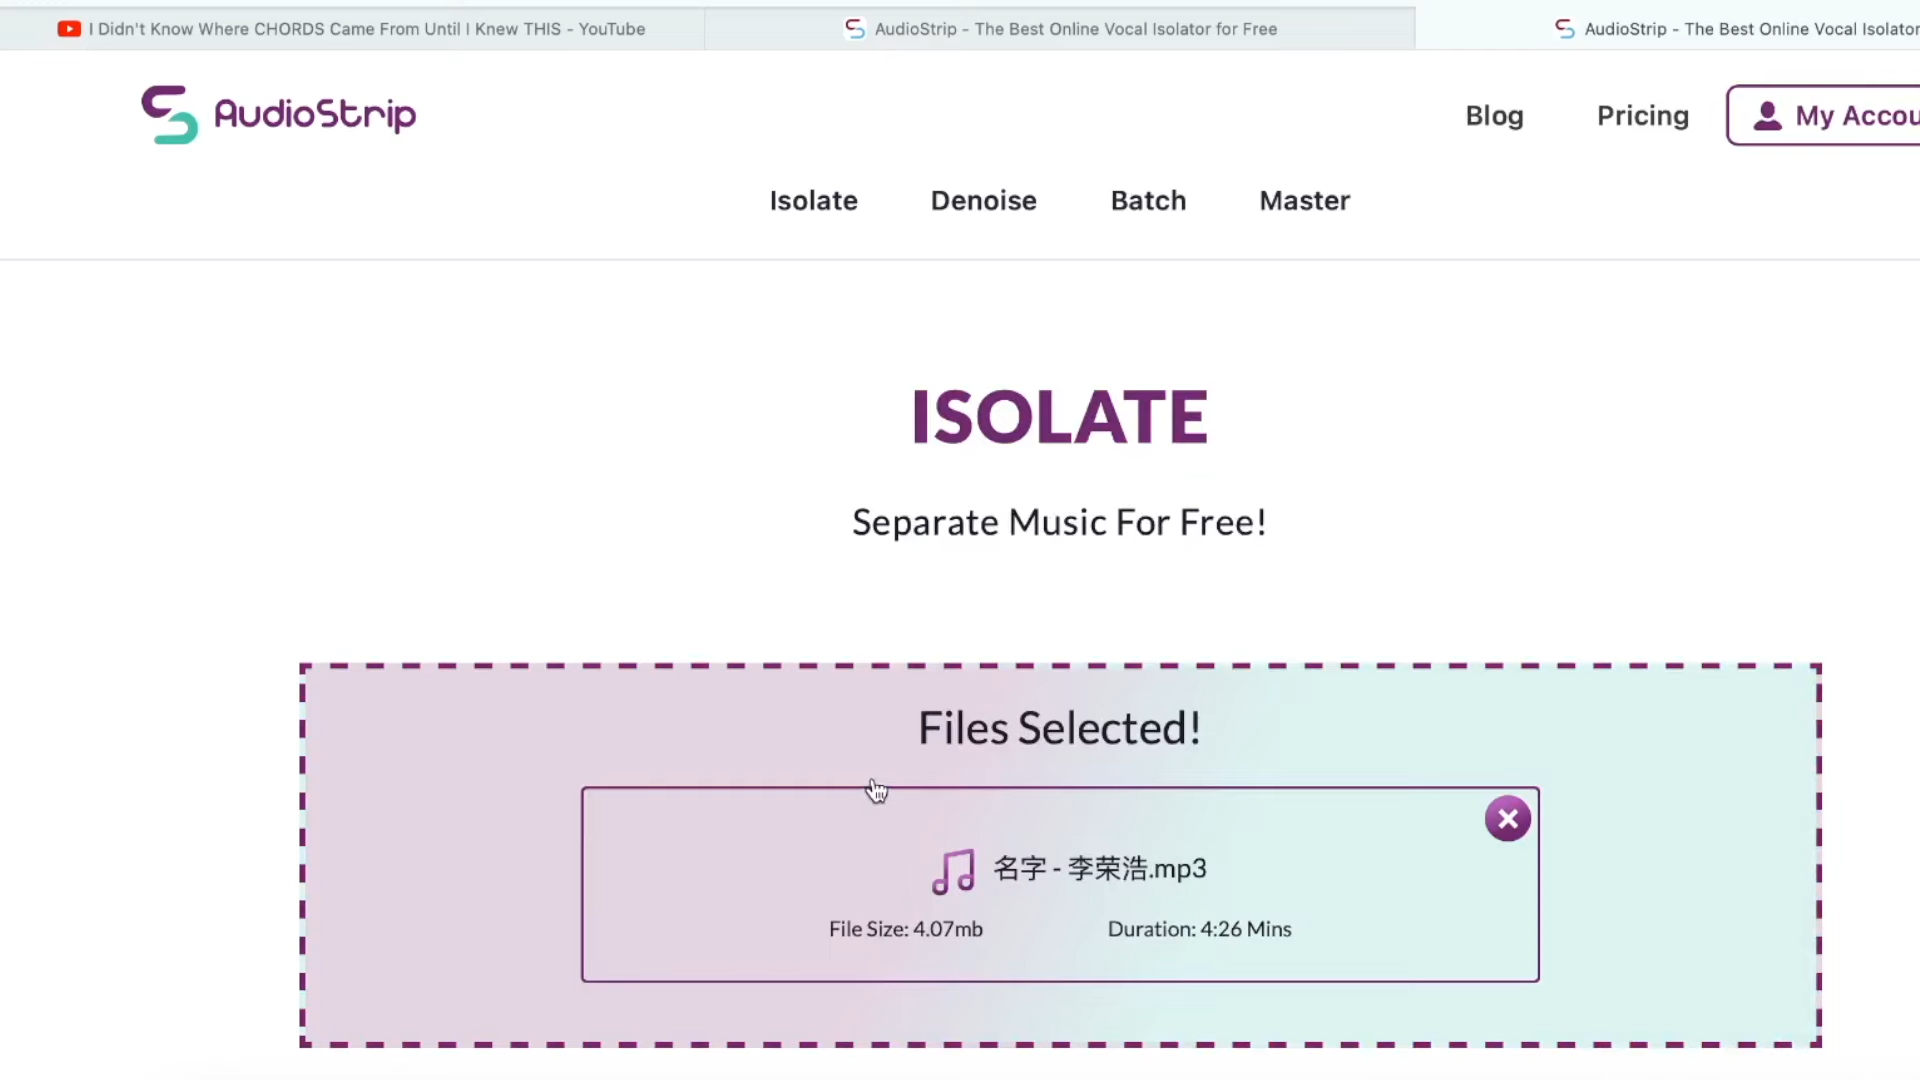 I Didn't Know Where CHORDS Came From Until I Knew THIS - YouTube
AudioStrip - The Best Online Vocal Isolator for Free
AudioStrip - The Best Online Vocal Isolator
AudioStrip
Blog
Pricing
My Accou
Isolate
Denoise
Batch
Master
ISOLATE
Separate Music For Free!
Files Selected!
名字 - 李荣浩.mp3
File Size: 4.07mb
Duration: 4:26 Mins